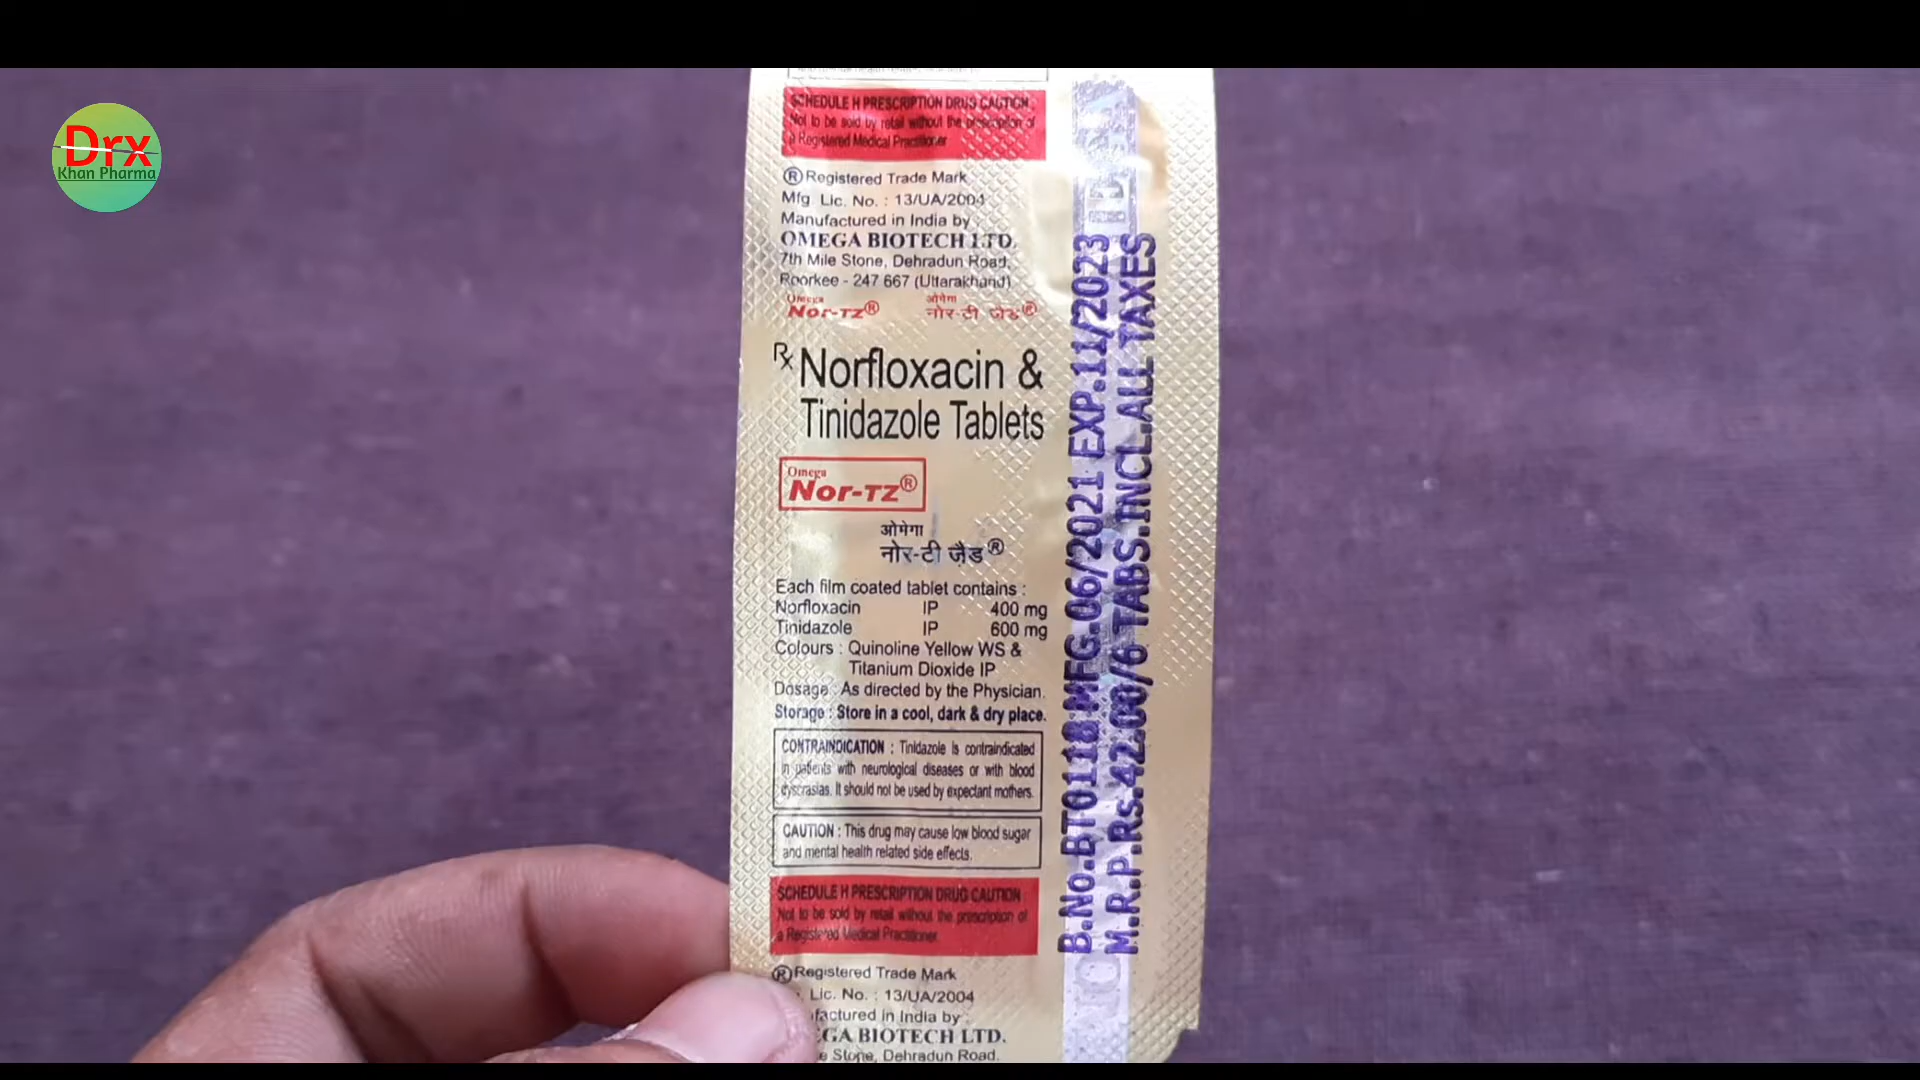 Drx
Khan Pharma
SCHEDULE H PRESCRIPTION DRUG CAUTION
Not to be sold by retail without the prescription of
a Registered Medical Practitioner
® Registered Trade Mark
Mfg. Lic. No. : 13/UA/2004
Manufactured in India by
OMEGA BIOTECH LTD.
7th Mile Stone, Dehradun Road,
Roorkee - 247 667 (Uttarakhand)
Omega ओमेगा
Nor-TZ® नोर-टी ज़ैड®
Rx Norfloxacin &
Tinidazole Tablets
Omega
Nor-TZ®
ओमेगा
नोर-टी ज़ैड®
Each film coated tablet contains :
Norfloxacin IP 400 mg
Tinidazole IP 600 mg
Colours : Quinoline Yellow WS &
Titanium Dioxide IP
Dosage : As directed by the Physician.
Storage : Store in a cool, dark & dry place.
CONTRAINDICATION : Tinidazole is contraindicated
in patients with neurological diseases or with blood
dyscrasias. It should not be used by expectant mothers.
CAUTION : This drug may cause low blood sugar
and mental health related side effects.
SCHEDULE H PRESCRIPTION DRUG CAUTION
Not to be sold by retail without the prescription of
a Registered Medical Practitioner.
® Registered Trade Mark
Lic. No. : 13/UA/2004
factured in India by :
GA BIOTECH LTD.
e Stone, Dehradun Road.
B.No.BT0118 MFG.06/2021 EXP.11/2023
M.R.P.Rs.42.00/6 TABS.INCL.ALL TAXES